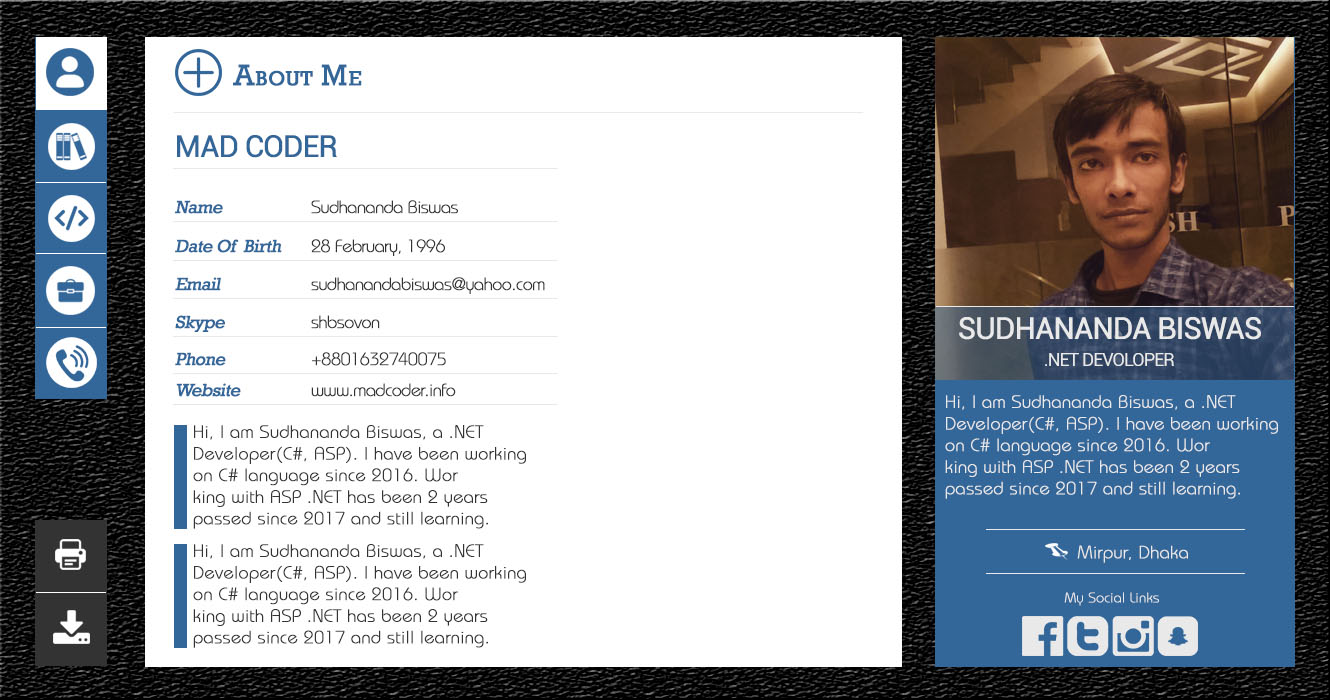 About Me
MAD CODER
Name Sudhananda Biswas
Date Of Birth 28 February, 1996
Email sudhanandabiswas@yahoo.com
Skype shbsovon
Phone +8801632740075
Website www.madcoder.info
Hi, I am Sudhananda Biswas, a .NET
Developer(C#, ASP). I have been working
on C# language since 2016. Wor
king with ASP .NET has been 2 years
passed since 2017 and still learning.
Hi, I am Sudhananda Biswas, a .NET
Developer(C#, ASP). I have been working
on C# language since 2016. Wor
king with ASP .NET has been 2 years
passed since 2017 and still learning.
SH P
SUDHANANDA BISWAS
.NET DEVOLOPER
Hi, I am Sudhananda Biswas, a .NET
Developer(C#, ASP). I have been working
on C# language since 2016. Wor
king with ASP .NET has been 2 years
passed since 2017 and still learning.
Mirpur, Dhaka
My Social Links